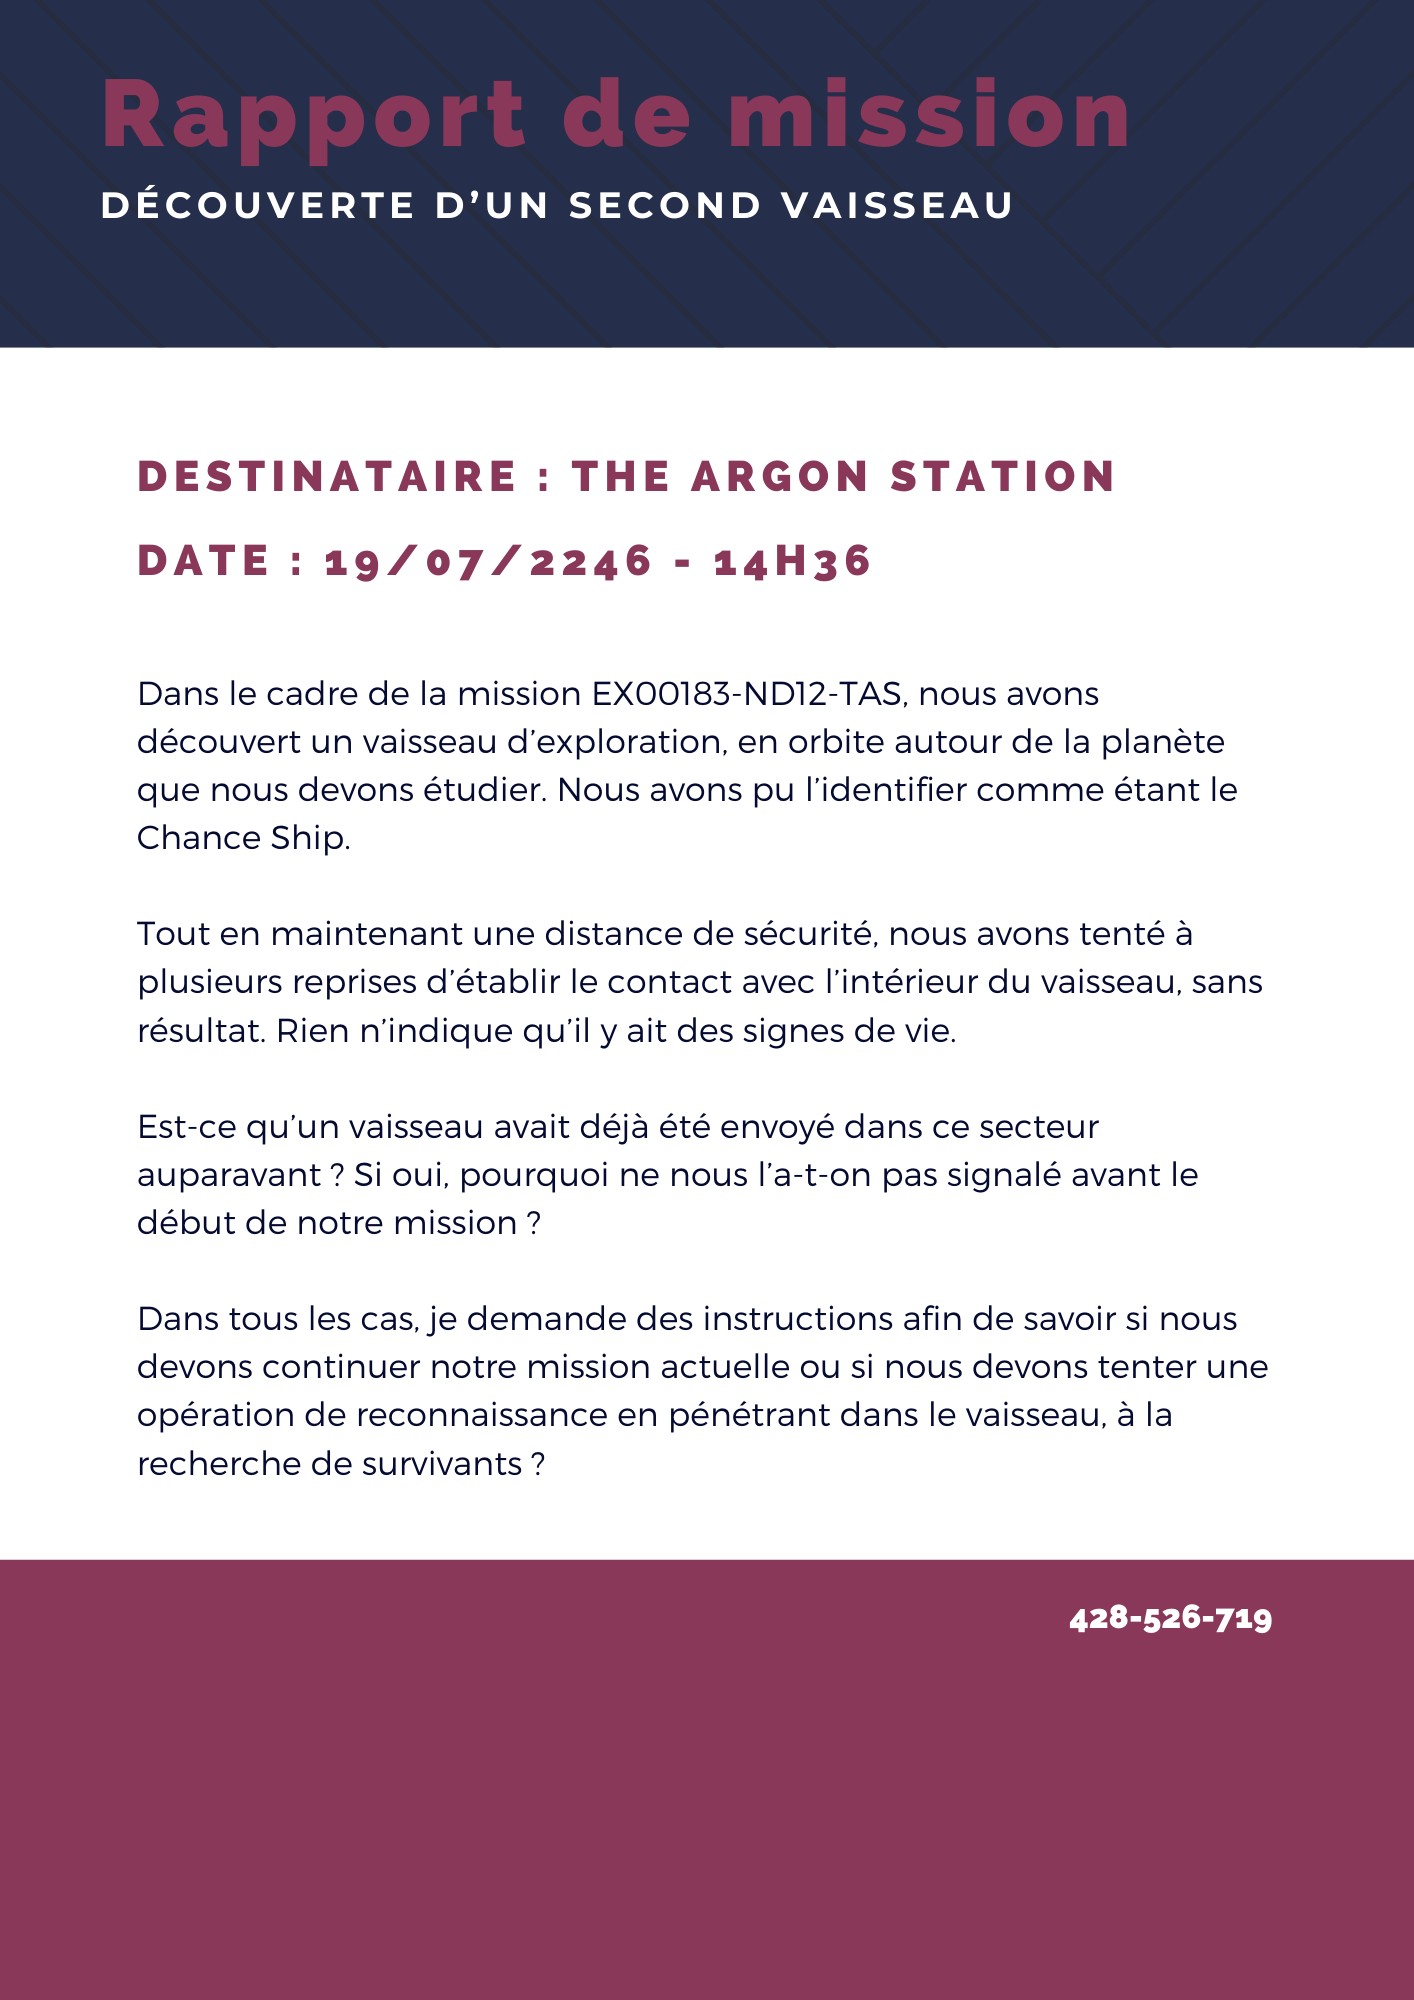 Rapport de mission
DÉCOUVERTE D’UN SECOND VAISSEAU
DESTINATAIRE : THE ARGON STATION
DATE : 19/07/2246 - 14H36
Dans le cadre de la mission EX00183-ND12-TAS, nous avons
découvert un vaisseau d’exploration, en orbite autour de la planète
que nous devons étudier. Nous avons pu l’identifier comme étant le
Chance Ship.
Tout en maintenant une distance de sécurité, nous avons tenté à
plusieurs reprises d’établir le contact avec l’intérieur du vaisseau, sans
résultat. Rien n’indique qu’il y ait des signes de vie.
Est-ce qu’un vaisseau avait déjà été envoyé dans ce secteur
auparavant ? Si oui, pourquoi ne nous l’a-t-on pas signalé avant le
début de notre mission ?
Dans tous les cas, je demande des instructions afin de savoir si nous
devons continuer notre mission actuelle ou si nous devons tenter une
opération de reconnaissance en pénétrant dans le vaisseau, à la
recherche de survivants ?
428-526-719